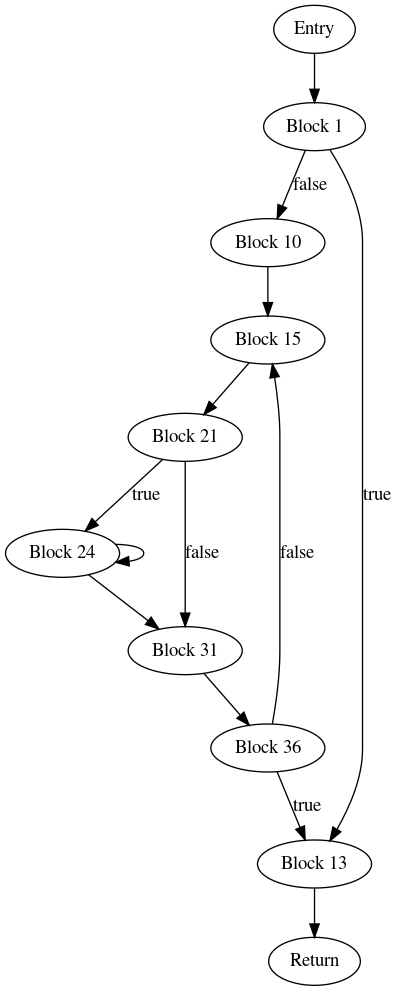 Entry
Block 1
false
Block 10
Block 15
Block 21
true
true
false
false
Block 24
Block 31
Block 36
true
Block 13
Return